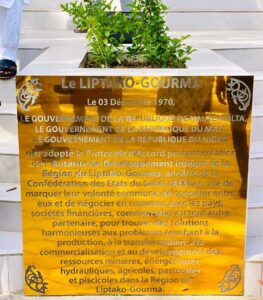 Le LIPTAKO-GOURMA
Le 03 Décembre 1970,
LE GOUVERNEMENT DE LA REPUBLIQUE DE HAUTE-VOLTA,
LE GOUVERNEMENT DE LA REPUBLIQUE DU MALI,
LE GOUVERNEMENT DE LA REPUBLIQUE DU NIGER,
ont adopté le Protocole d'Accord portant création
de l'Autorité de Développement intégré de la
Région du Liptako-Gourma, ancêtre de la
Confédération des Etats du Sahel (AES) en vue de
marquer leur volonté commune de coopérer entre
eux et de négocier en commun avec les pays,
sociétés financières, commerciales ou tout autre
partenaire, pour trouver des solutions
harmonieuses aux problèmes touchant à la
production, à la transformation, à la
commercialisation et au développement des
ressources minières, énergétiques,
hydrauliques, agricoles, pastorales
et piscicoles dans la Région de
Liptako-Gourma.